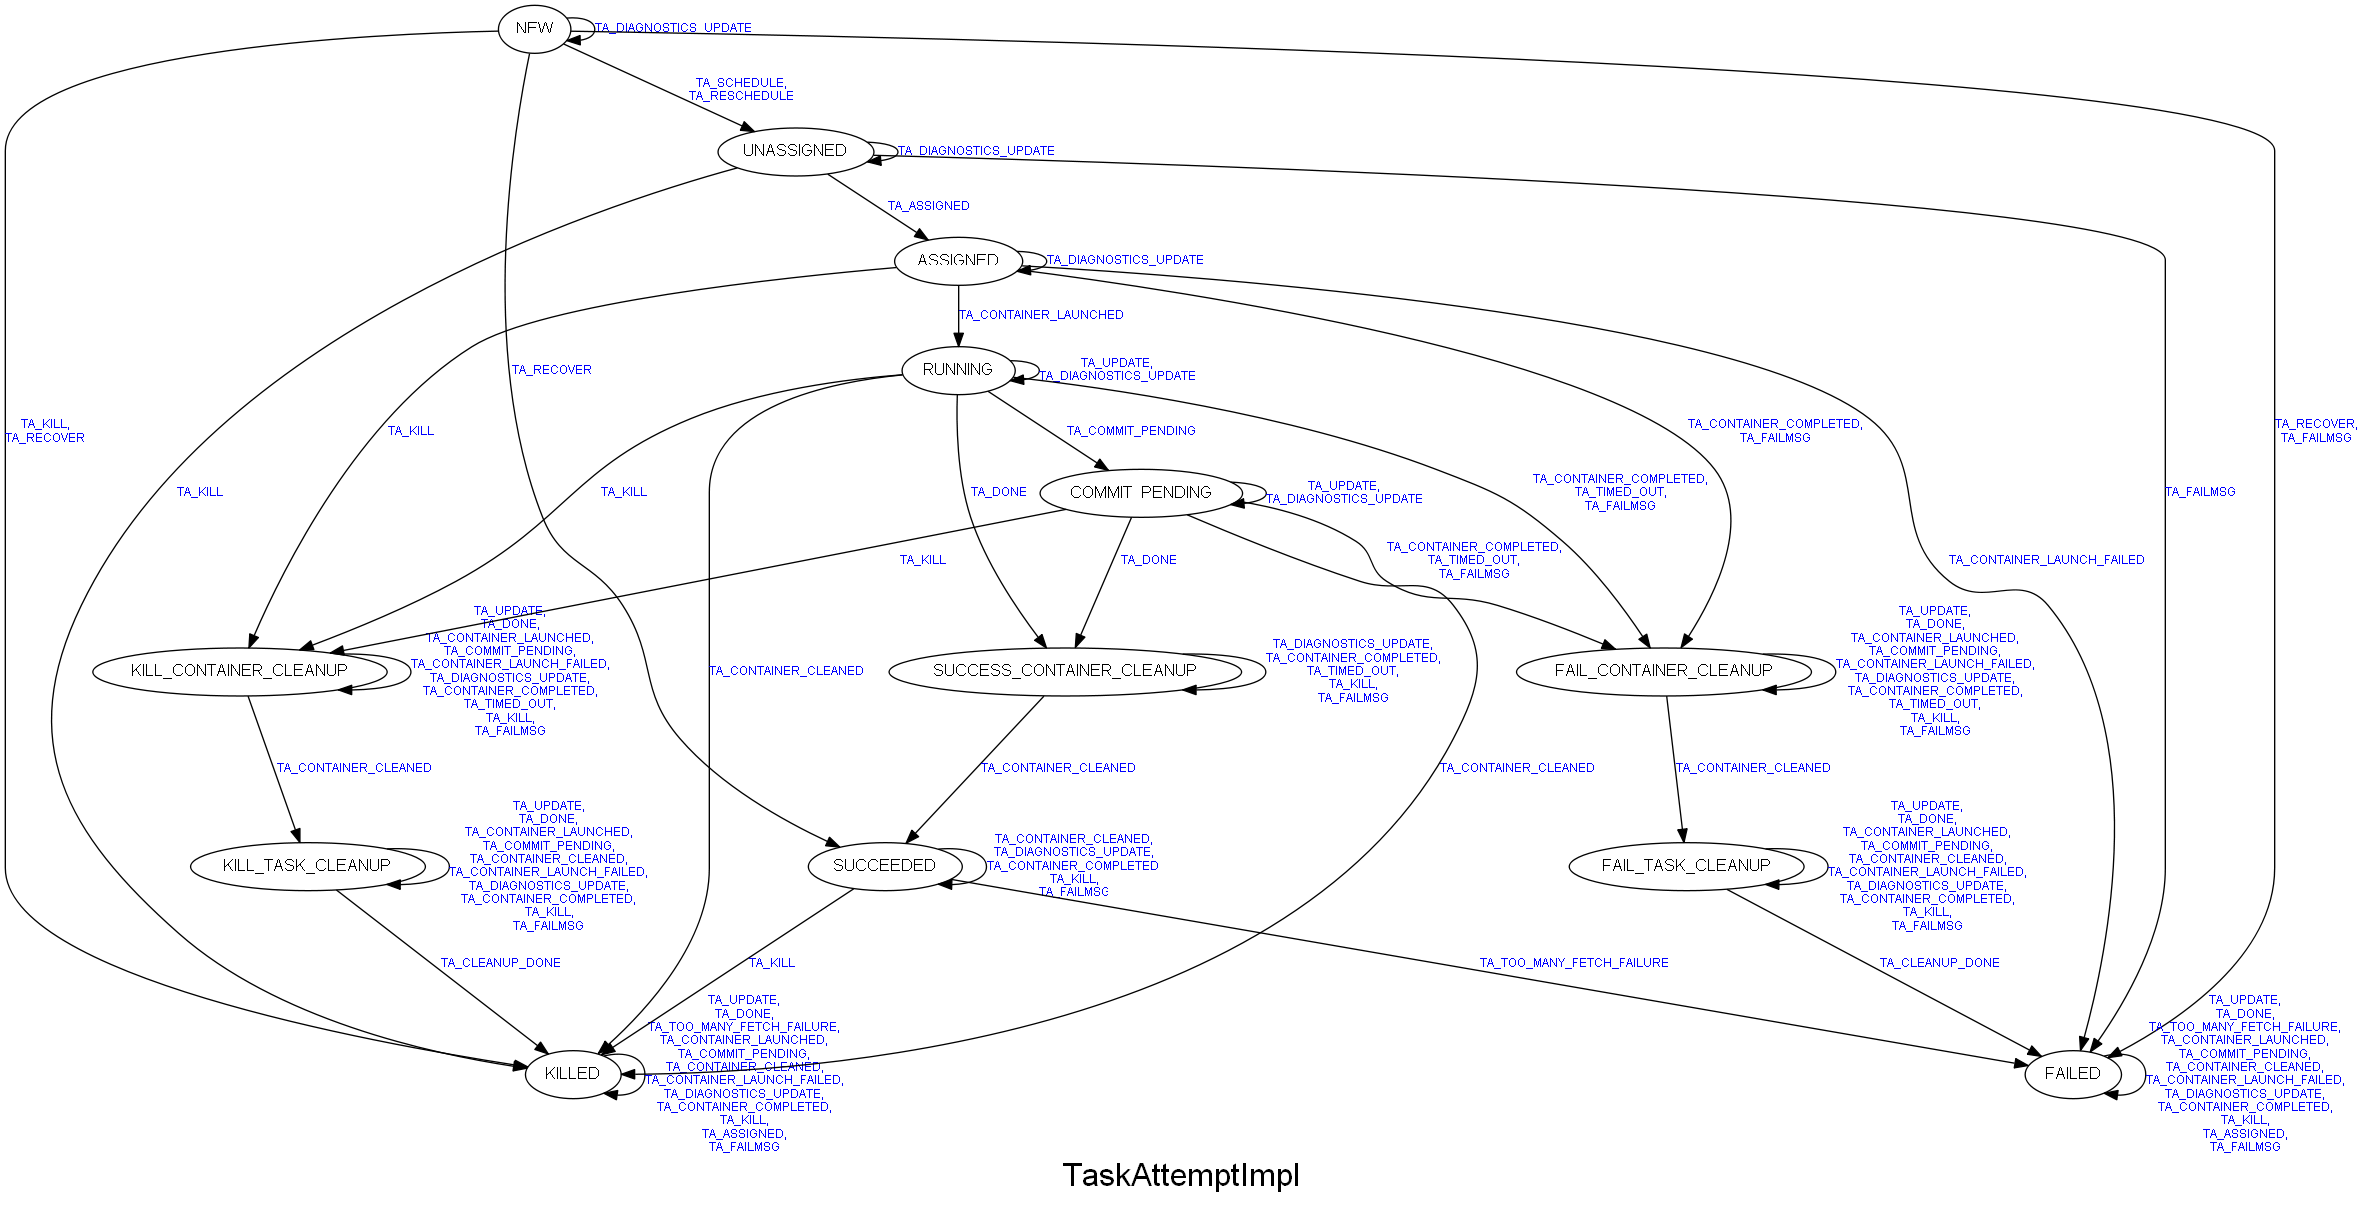 NEW
TA_DIAGNOSTICS_UPDATE
TA_SCHEDULE,
TA_RESCHEDULE
UNASSIGNED
TA_DIAGNOSTICS_UPDATE
TA_ASSIGNED
ASSIGNED
TA_DIAGNOSTICS_UPDATE
TA_CONTAINER_LAUNCHED
RUNNING
TA_UPDATE,
TA_DIAGNOSTICS_UPDATE
TA_RECOVER
TA_KILL,
TA_RECOVER
TA_KILL
TA_COMMIT_PENDING
TA_CONTAINER_COMPLETED,
TA_FAILMSG
TA_RECOVER,
TA_FAILMSG
TA_KILL
TA_KILL
TA_DONE
COMMIT_PENDING
TA_UPDATE,
TA_DIAGNOSTICS_UPDATE
TA_CONTAINER_COMPLETED,
TA_TIMED_OUT,
TA_FAILMSG
TA_FAILMSG
TA_KILL
TA_DONE
TA_CONTAINER_COMPLETED,
TA_TIMED_OUT,
TA_FAILMSG
TA_CONTAINER_LAUNCH_FAILED
KILL_CONTAINER_CLEANUP
TA_UPDATE,
TA_DONE,
TA_CONTAINER_LAUNCHED,
TA_COMMIT_PENDING,
TA_CONTAINER_LAUNCH_FAILED,
TA_DIAGNOSTICS_UPDATE,
TA_CONTAINER_COMPLETED,
TA_TIMED_OUT,
TA_KILL,
TA_FAILMSG
TA_CONTAINER_CLEANED
SUCCESS_CONTAINER_CLEANUP
TA_DIAGNOSTICS_UPDATE,
TA_CONTAINER_COMPLETED,
TA_TIMED_OUT,
TA_KILL,
TA_FAILMSG
FAIL_CONTAINER_CLEANUP
TA_UPDATE,
TA_DONE,
TA_CONTAINER_LAUNCHED,
TA_COMMIT_PENDING,
TA_CONTAINER_LAUNCH_FAILED,
TA_DIAGNOSTICS_UPDATE,
TA_CONTAINER_COMPLETED,
TA_TIMED_OUT,
TA_KILL,
TA_FAILMSG
TA_CONTAINER_CLEANED
TA_CONTAINER_CLEANED
TA_CONTAINER_CLEANED
TA_CONTAINER_CLEANED
KILL_TASK_CLEANUP
TA_UPDATE,
TA_DONE,
TA_CONTAINER_LAUNCHED,
TA_COMMIT_PENDING,
TA_CONTAINER_CLEANED,
TA_CONTAINER_LAUNCH_FAILED,
TA_DIAGNOSTICS_UPDATE,
TA_CONTAINER_COMPLETED,
TA_KILL,
TA_FAILMSG
SUCCEEDED
TA_CONTAINER_CLEANED,
TA_DIAGNOSTICS_UPDATE,
TA_CONTAINER_COMPLETED
TA_KILL,
TA_FAILMSG
FAIL_TASK_CLEANUP
TA_UPDATE,
TA_DONE,
TA_CONTAINER_LAUNCHED,
TA_COMMIT_PENDING,
TA_CONTAINER_CLEANED,
TA_CONTAINER_LAUNCH_FAILED,
TA_DIAGNOSTICS_UPDATE,
TA_CONTAINER_COMPLETED,
TA_KILL,
TA_FAILMSG
TA_CLEANUP_DONE
TA_KILL
TA_TOO_MANY_FETCH_FAILURE
TA_CLEANUP_DONE
KILLED
TA_UPDATE,
TA_DONE,
TA_TOO_MANY_FETCH_FAILURE,
TA_CONTAINER_LAUNCHED,
TA_COMMIT_PENDING,
TA_CONTAINER_CLEANED,
TA_CONTAINER_LAUNCH_FAILED,
TA_DIAGNOSTICS_UPDATE,
TA_CONTAINER_COMPLETED,
TA_KILL,
TA_ASSIGNED,
TA_FAILMSG
FAILED
TA_UPDATE,
TA_DONE,
TA_TOO_MANY_FETCH_FAILURE,
TA_CONTAINER_LAUNCHED,
TA_COMMIT_PENDING,
TA_CONTAINER_CLEANED,
TA_CONTAINER_LAUNCH_FAILED,
TA_DIAGNOSTICS_UPDATE,
TA_CONTAINER_COMPLETED,
TA_KILL,
TA_ASSIGNED,
TA_FAILMSG
TaskAttemptImpl